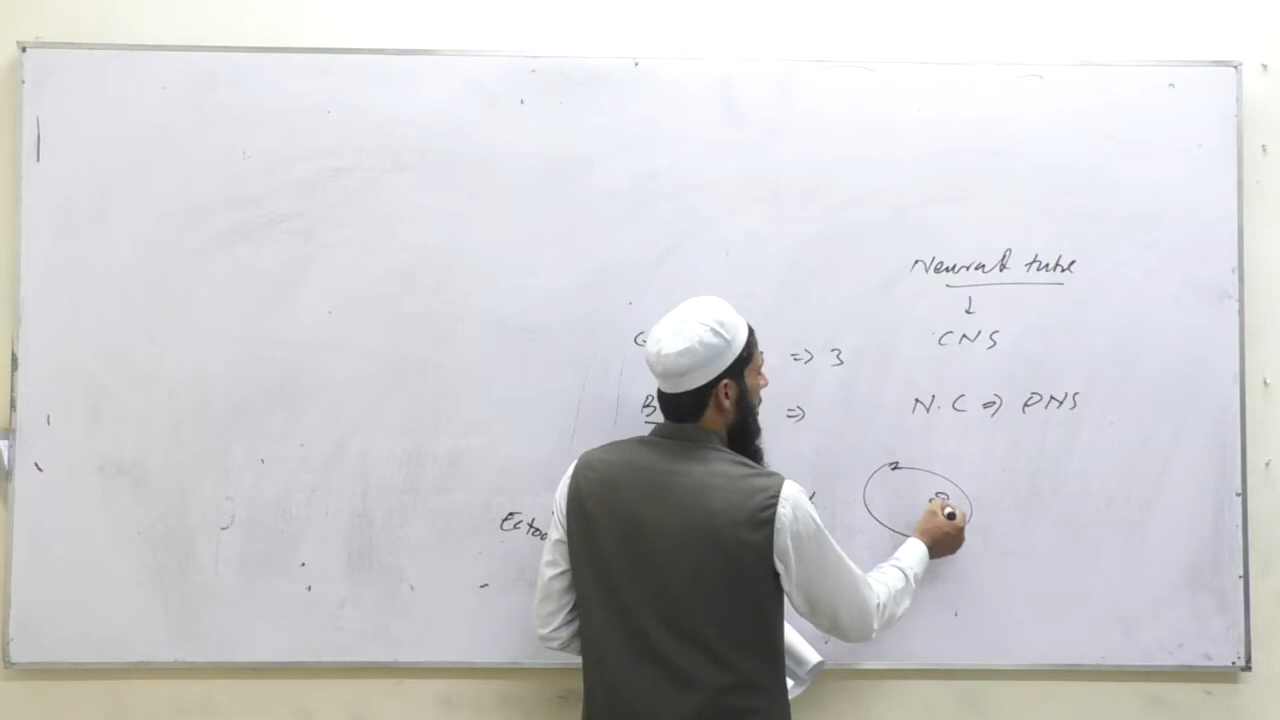 Neural tube
↓
CNS
=> 3
N.C => PNS
=>
Ectod